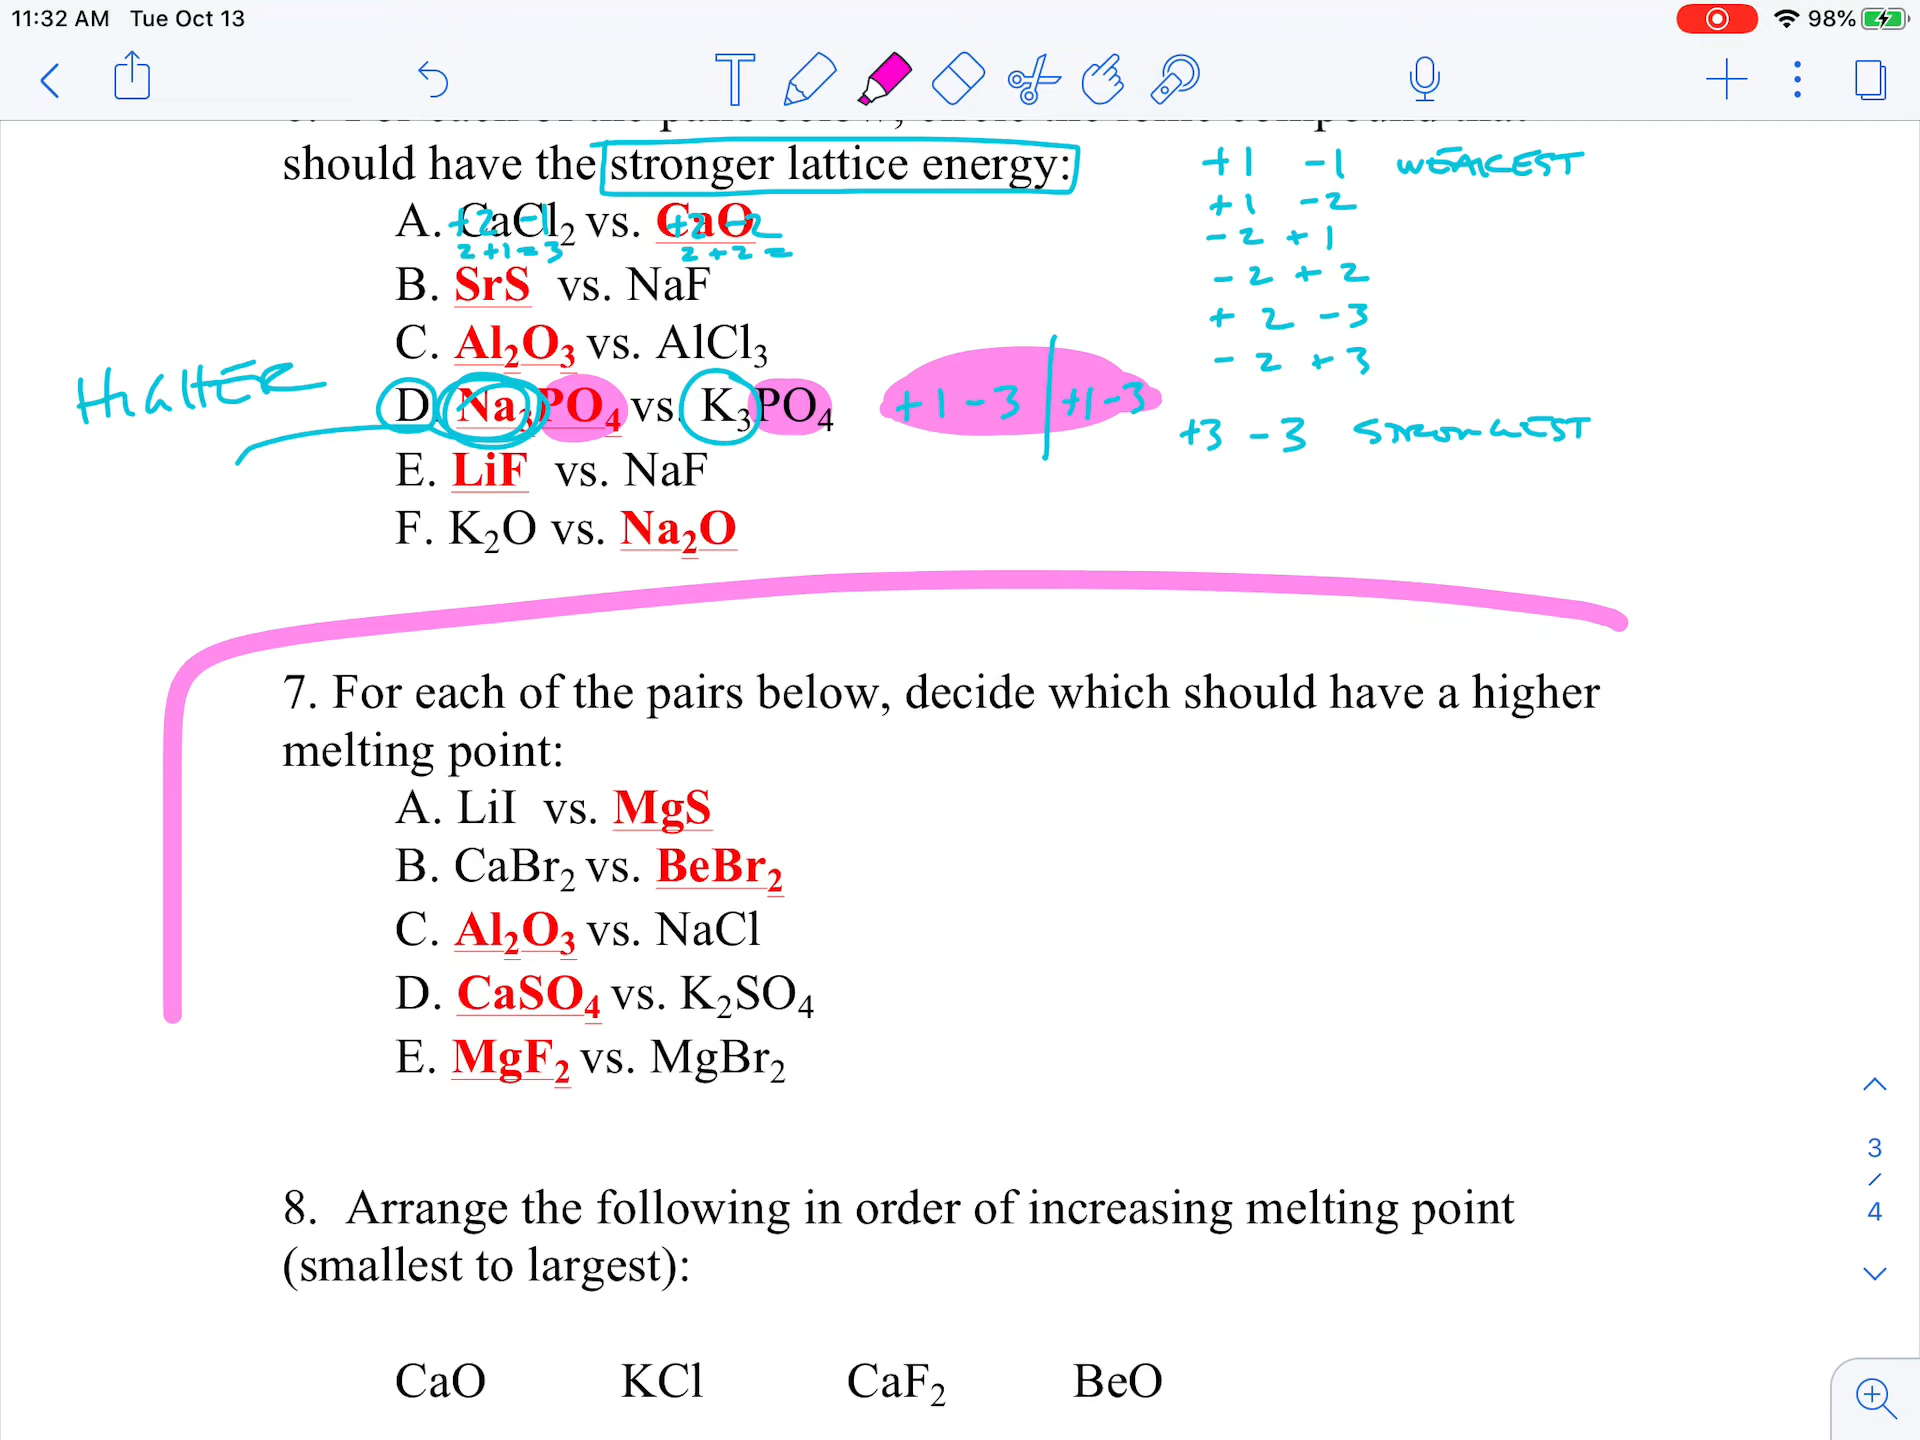 11:32 AM Tue Oct 13
98%
should have the stronger lattice energy:
A. CaCl₂ vs. CaO
+2 -1 +2 -2
2+1=3 2+2=
B. SrS vs. NaF
C. Al₂O₃ vs. AlCl₃
HIGHER
D. Na₃PO₄ vs. K₃PO₄ +1 -3 | +1 -3
E. LiF vs. NaF
F. K₂O vs. Na₂O
+1 -1 WEAKEST
+1 -2
-2 +1
-2 +2
+2 -3
-2 +3
+3 -3 STRONGEST
7. For each of the pairs below, decide which should have a higher
melting point:
A. LiI vs. MgS
B. CaBr₂ vs. BeBr₂
C. Al₂O₃ vs. NaCl
D. CaSO₄ vs. K₂SO₄
E. MgF₂ vs. MgBr₂
8. Arrange the following in order of increasing melting point
(smallest to largest):
CaO KCl CaF₂ BeO
3
/
4